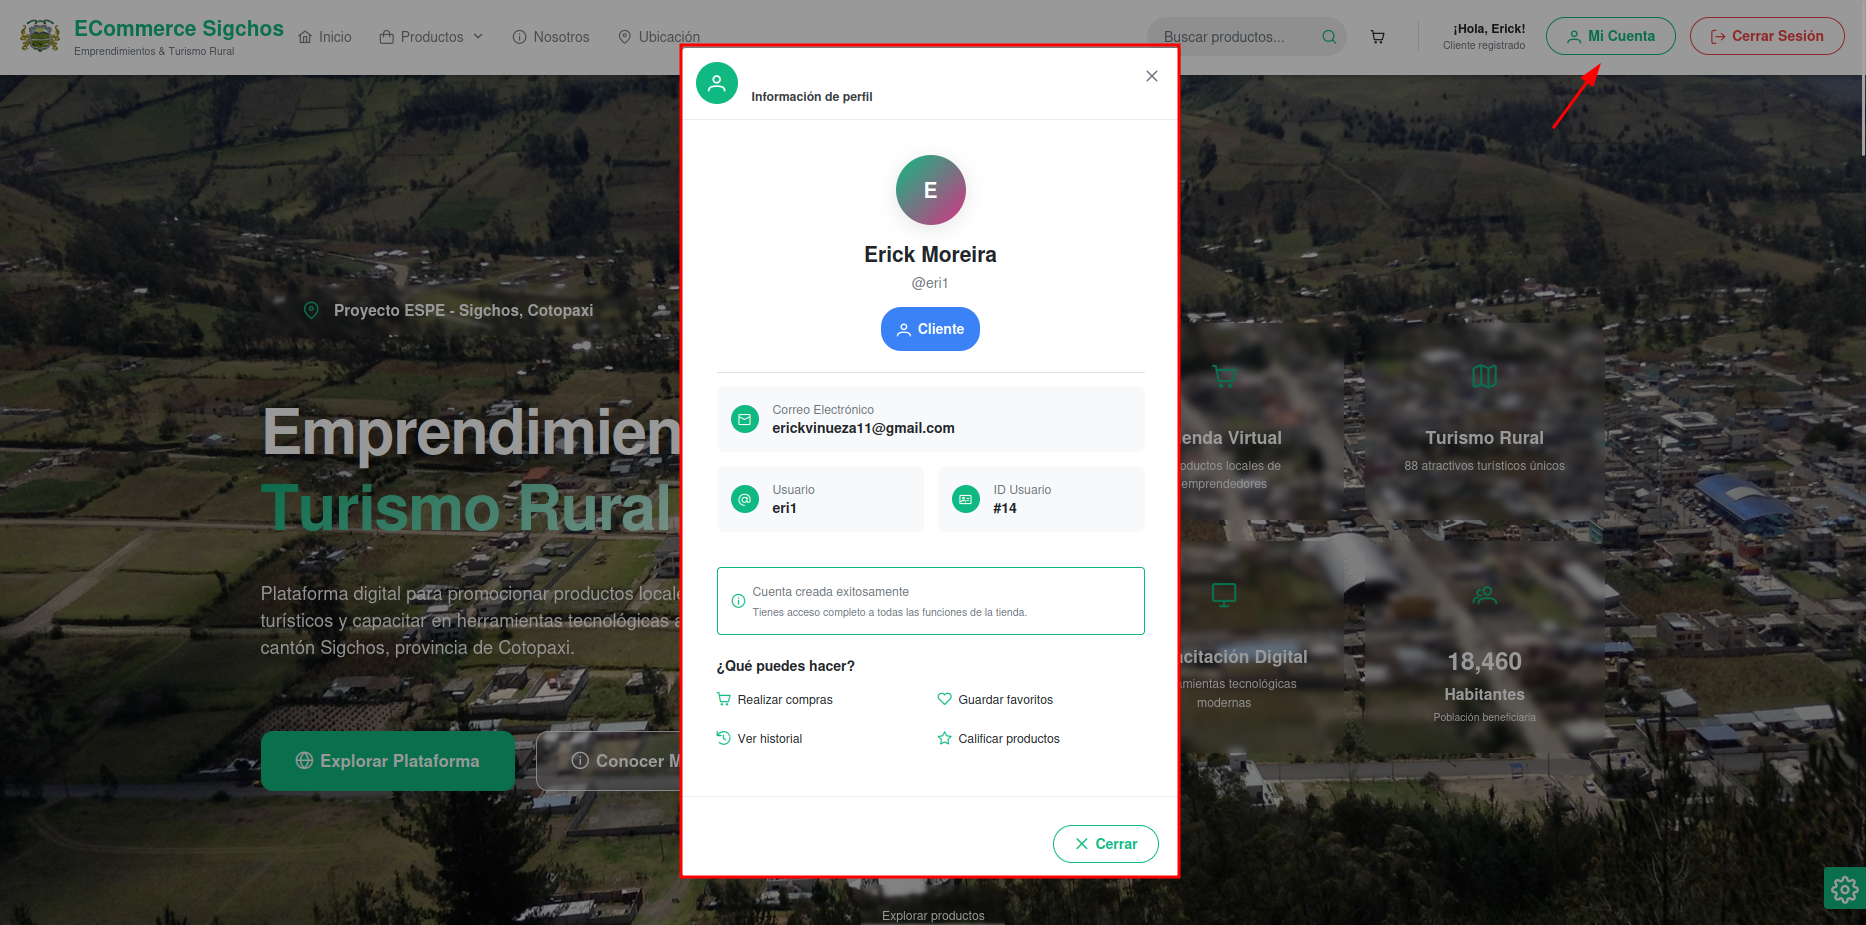 ECommerce Sigchos
Emprendimientos & Turismo Rural
Inicio
Productos
Nosotros
Ubicación
Buscar productos...
¡Hola, Erick!
Cliente registrado
Mi Cuenta
Cerrar Sesión
Información de perfil
E
Erick Moreira
@eri1
Cliente
Correo Electrónico
erickvinueza11@gmail.com
Usuario
eri1
ID Usuario
#14
Cuenta creada exitosamente
Tienes acceso completo a todas las funciones de la tienda.
¿Qué puedes hacer?
Realizar compras
Guardar favoritos
Ver historial
Calificar productos
Cerrar
Proyecto ESPE - Sigchos, Cotopaxi
Emprendimien
Turismo Rural
Plataforma digital para promocionar productos locale
turísticos y capacitar en herramientas tecnológicas a
cantón Sigchos, provincia de Cotopaxi.
Explorar Plataforma
Conocer M
enda Virtual
oductos locales de
emprendedores
Turismo Rural
88 atractivos turísticos únicos
acitación Digital
amientas tecnológicas
modernas
18,460
Habitantes
Población beneficiaria
Explorar productos